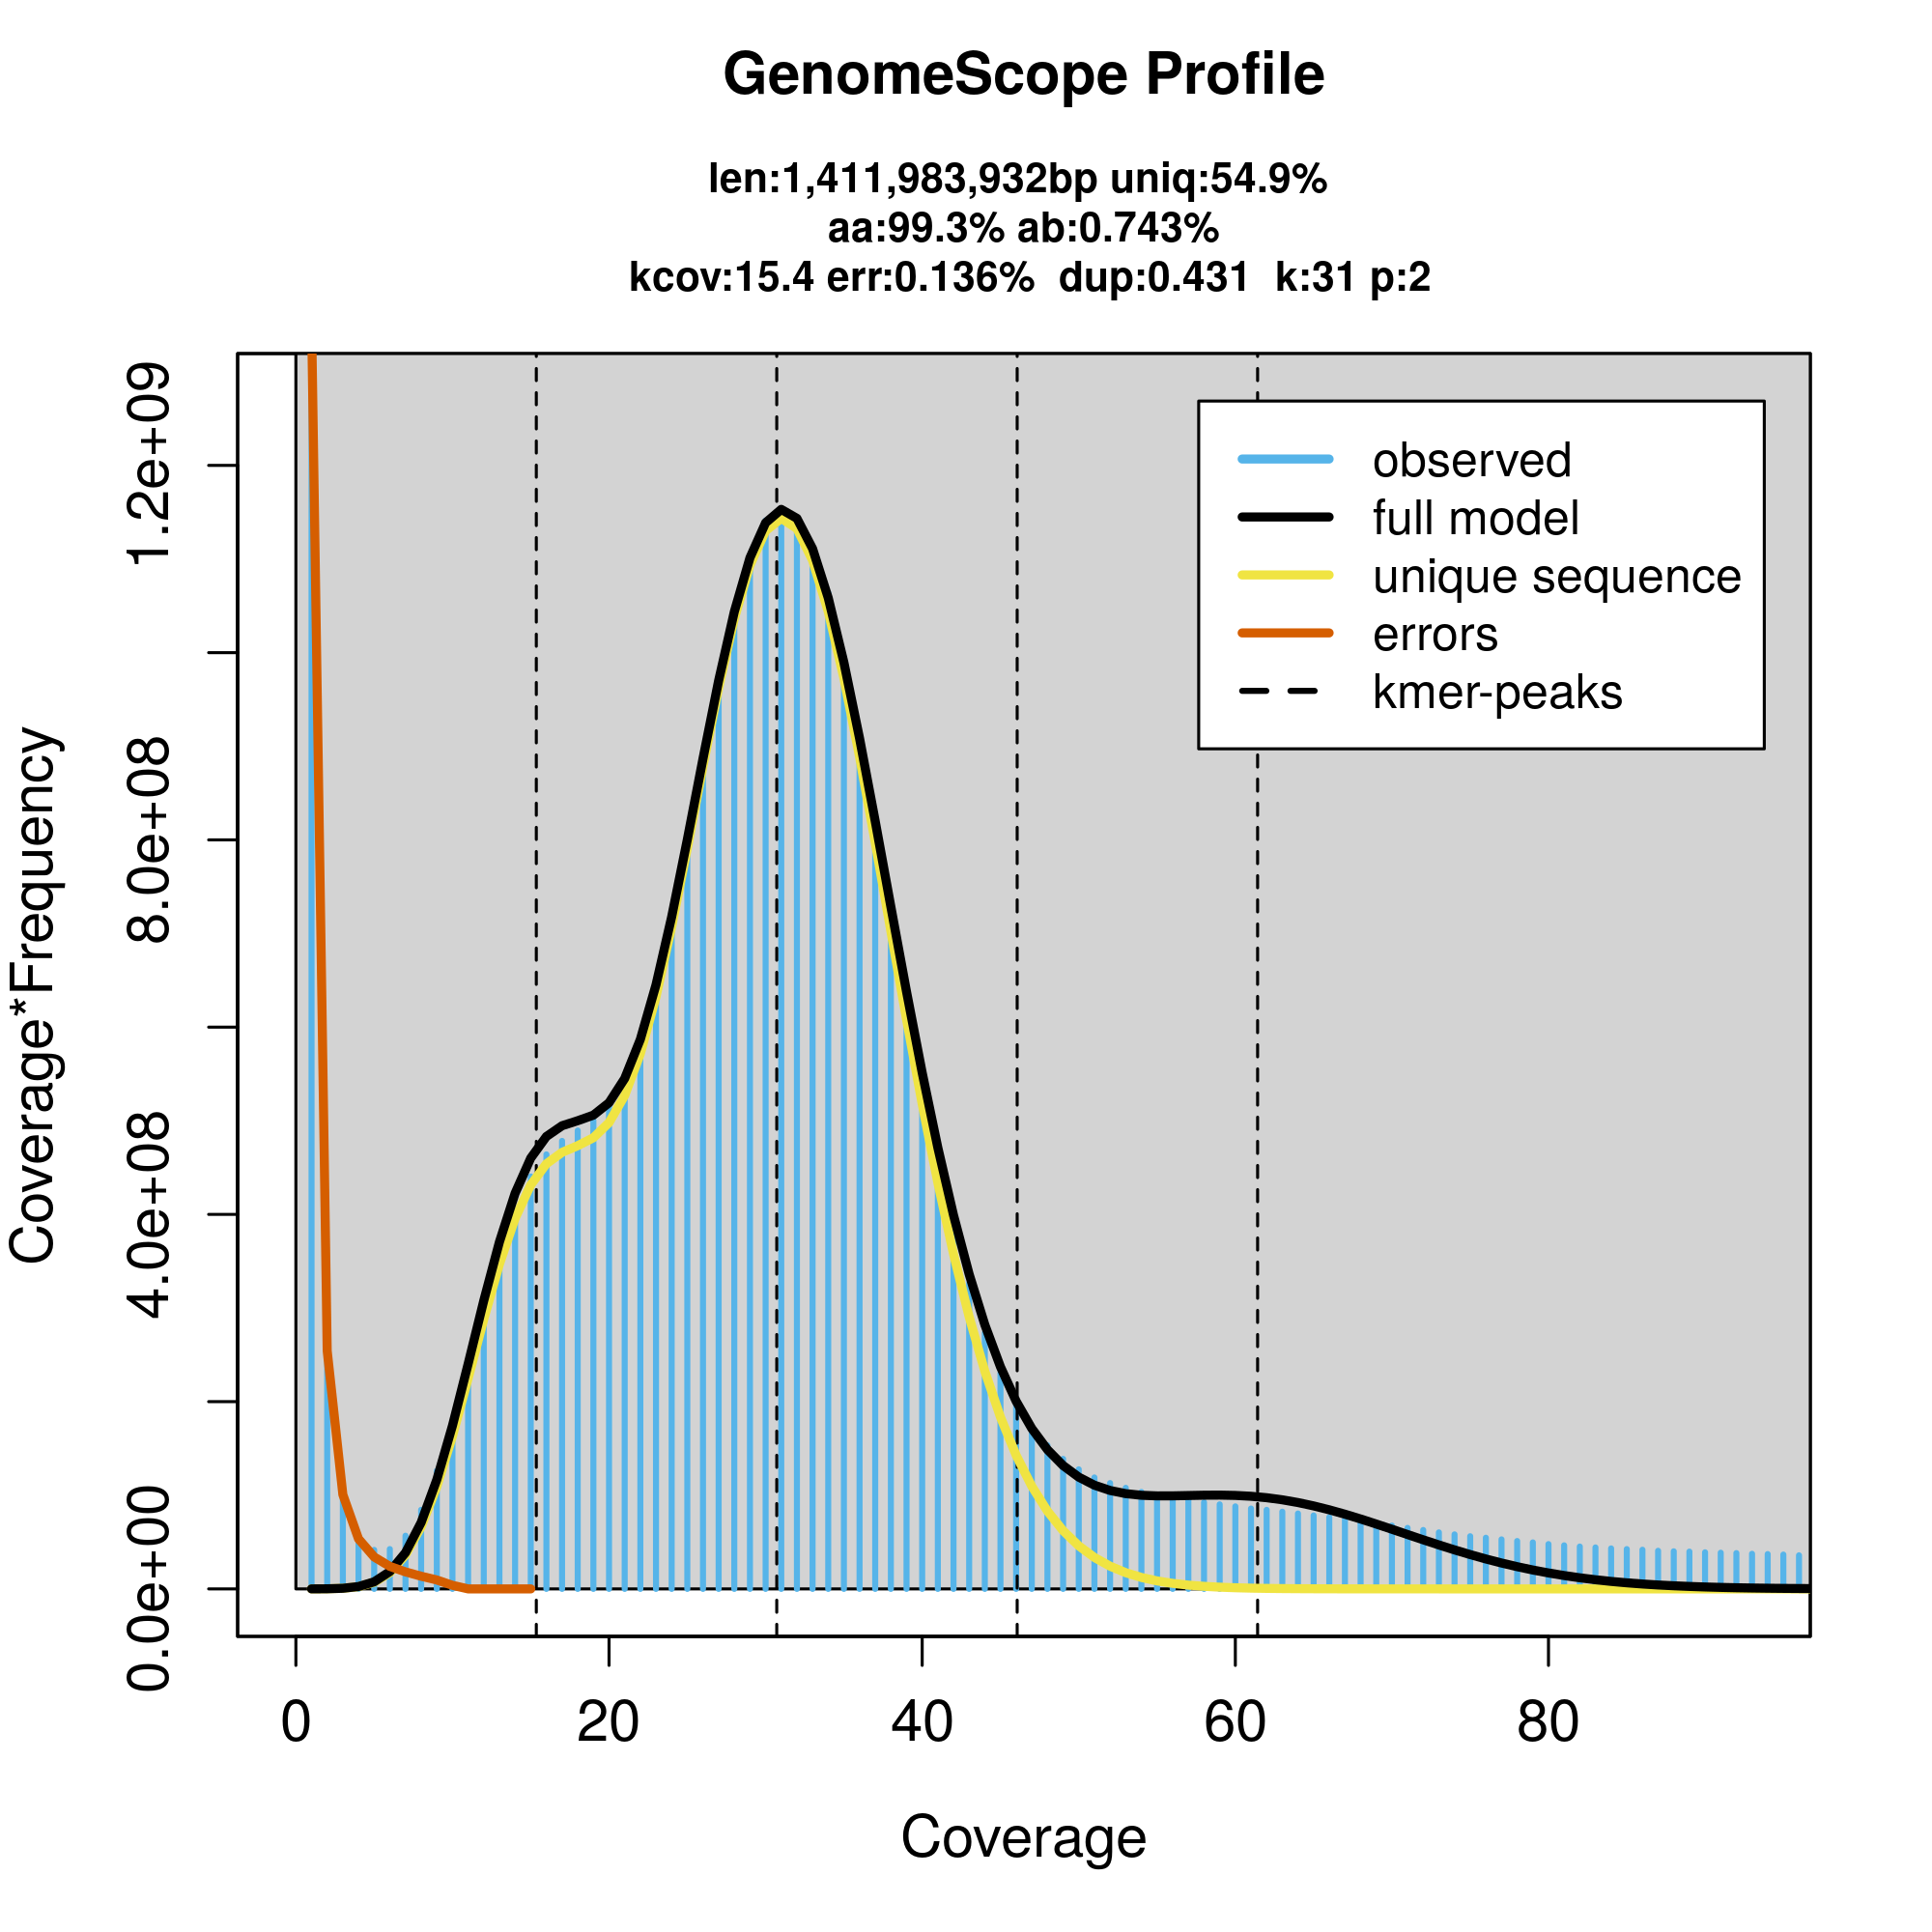 GenomeScope Profile
len:1,411,983,932bp uniq:54.9%
aa:99.3% ab:0.743%
kcov:15.4 err:0.136% dup:0.431 k:31 p:2
Coverage*Frequency
1.2e+09
8.0e+08
4.0e+08
0.0e+00
observed
full model
unique sequence
errors
kmer-peaks
0 20 40 60 80
Coverage